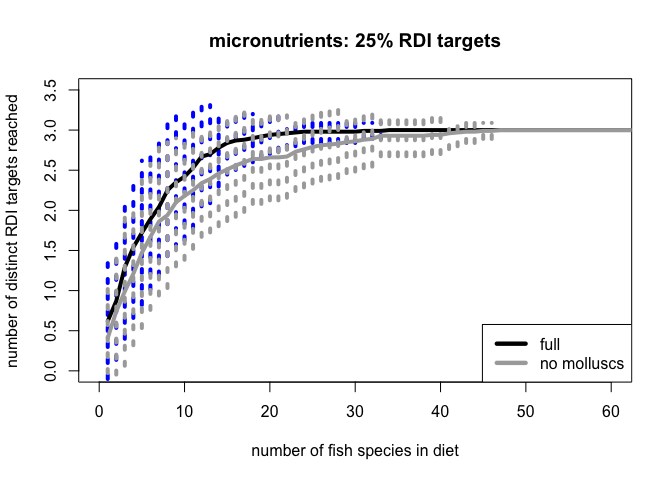 micronutrients: 25% RDI targets
number of distinct RDI targets reached
3.5
3.0
2.5
2.0
1.5
1.0
0.5
0.0
0 10 20 30 40 50 60
number of fish species in diet
full
no molluscs